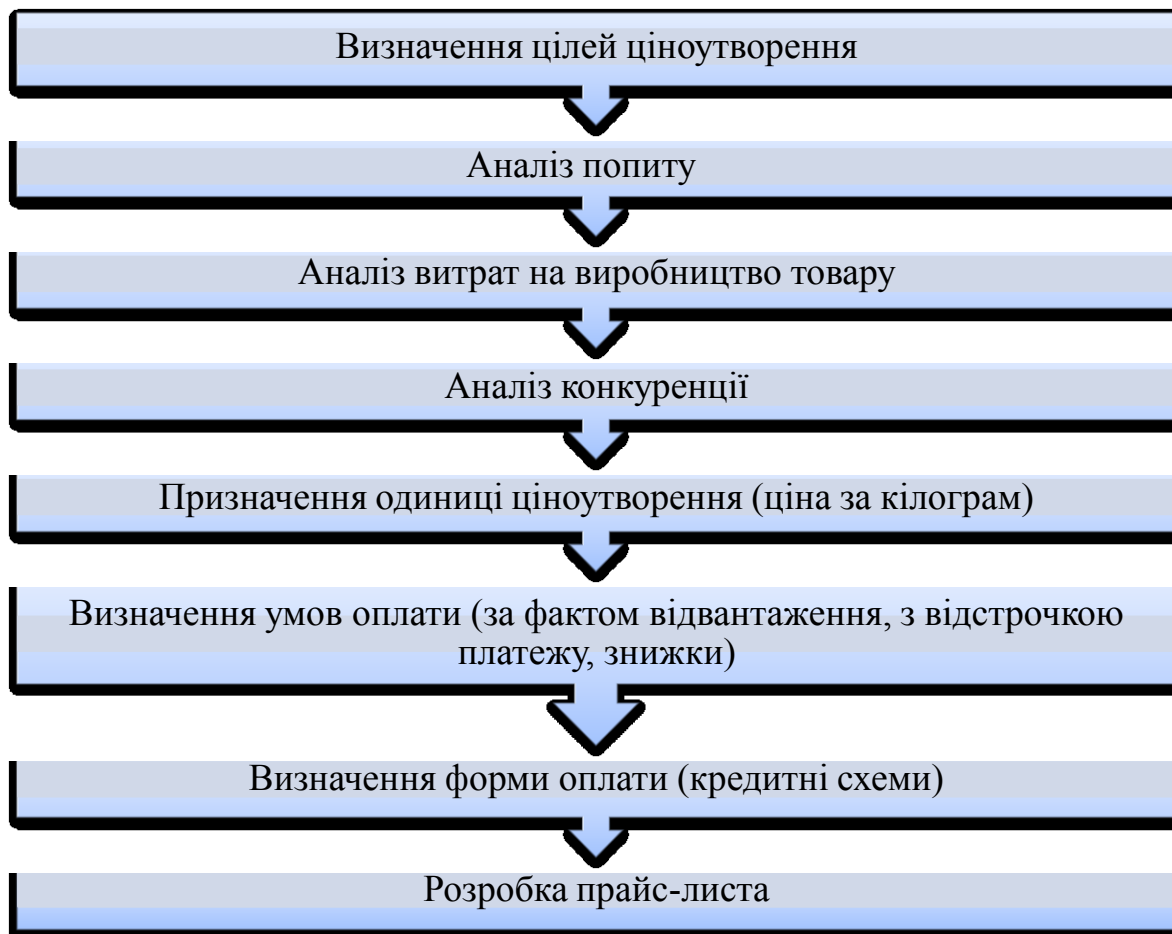 Визначення цілей ціноутворення
Аналіз попиту
Аналіз витрат на виробництво товару
Аналіз конкуренції
Призначення одиниці ціноутворення (ціна за кілограм)
Визначення умов оплати (за фактом відвантаження, з відстрочкою
платежу, знижки)
Визначення форми оплати (кредитні схеми)
Розробка прайс-листа